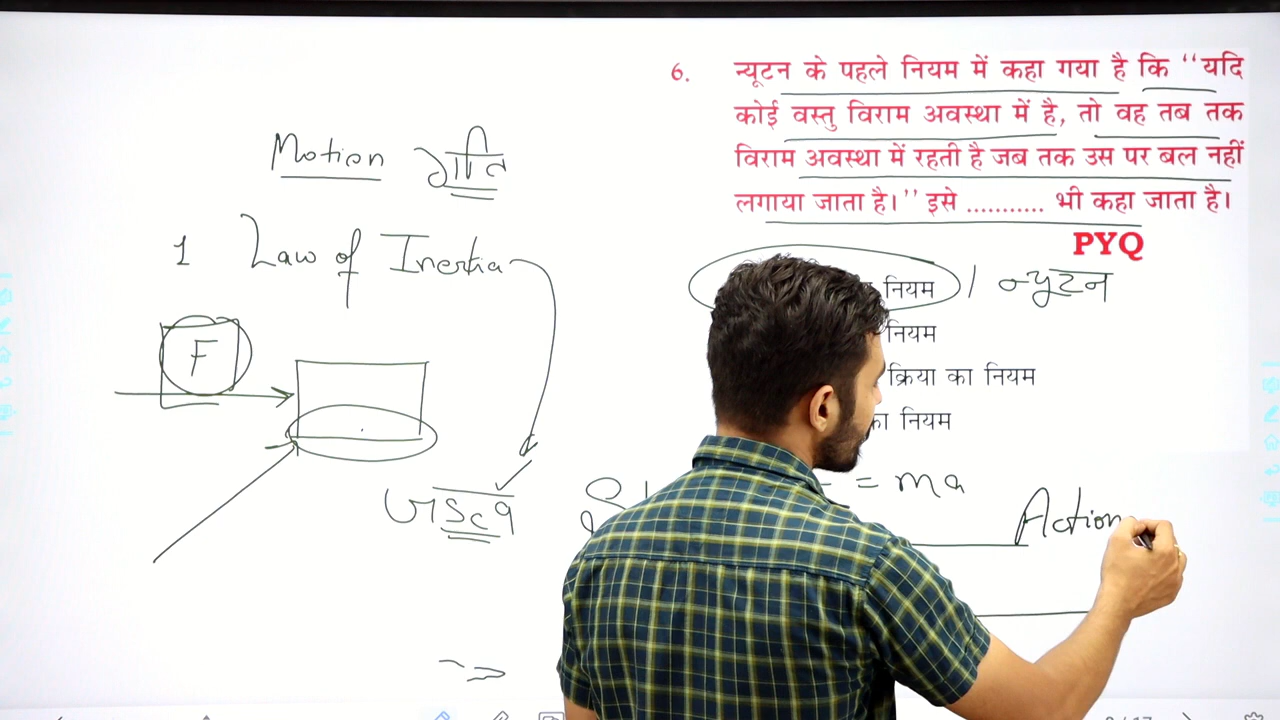 6. न्यूटन के पहले नियम में कहा गया है कि ‘‘यदि
कोई वस्तु विराम अवस्था में है, तो वह तब तक
विराम अवस्था में रहती है जब तक उस पर बल नहीं
लगाया जाता है।’’ इसे ........... भी कहा जाता है।
PYQ
नियम / न्यूटन
नियम
क्रिया का नियम
का नियम
= ma
Action
Motion गति
1 Law of Inertia
F